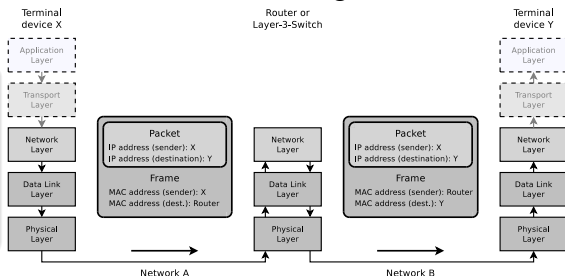 Terminal
device X
Router or
Layer-3-Switch
Terminal
device Y
Application
Layer
Transport
Layer
Network
Layer
Data Link
Layer
Physical
Layer
Packet
IP address (sender): X
IP address (destination): Y
Frame
MAC address (sender): X
MAC address (dest.): Router
Network
Layer
Data Link
Layer
Physical
Layer
Packet
IP address (sender): X
IP address (destination): Y
Frame
MAC address (sender): Router
MAC address (dest.): Y
Application
Layer
Transport
Layer
Network
Layer
Data Link
Layer
Physical
Layer
Network A
Network B